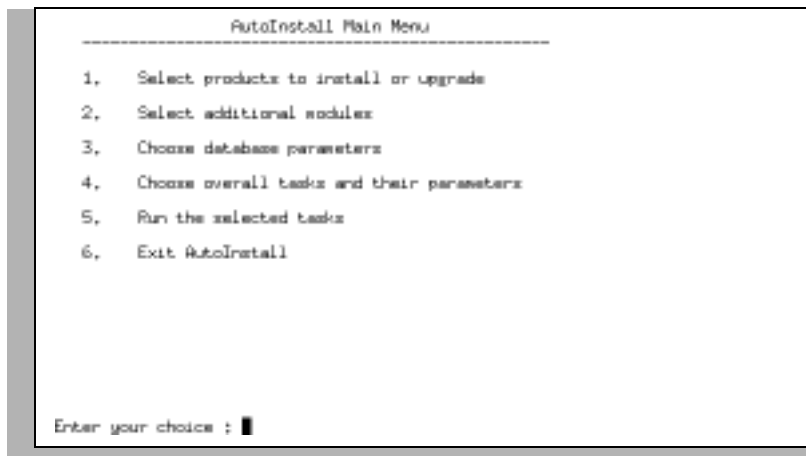 AutoInstall Main Menu
------------------------------------------------------
1. Select products to install or upgrade
2. Select additional modules
3. Choose database parameters
4. Choose overall tasks and their parameters
5. Run the selected tasks
6. Exit AutoInstall
Enter your choice :